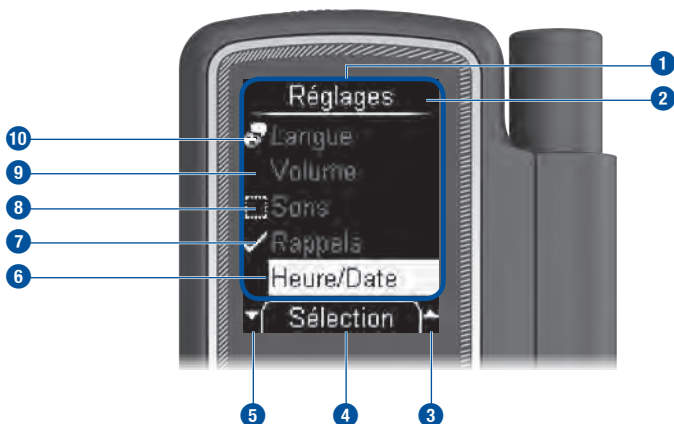 1
Réglages
2
10
Langue
9
Volume
8
Sons
7
Rappels
6
Heure/Date
Sélection
5
4
3